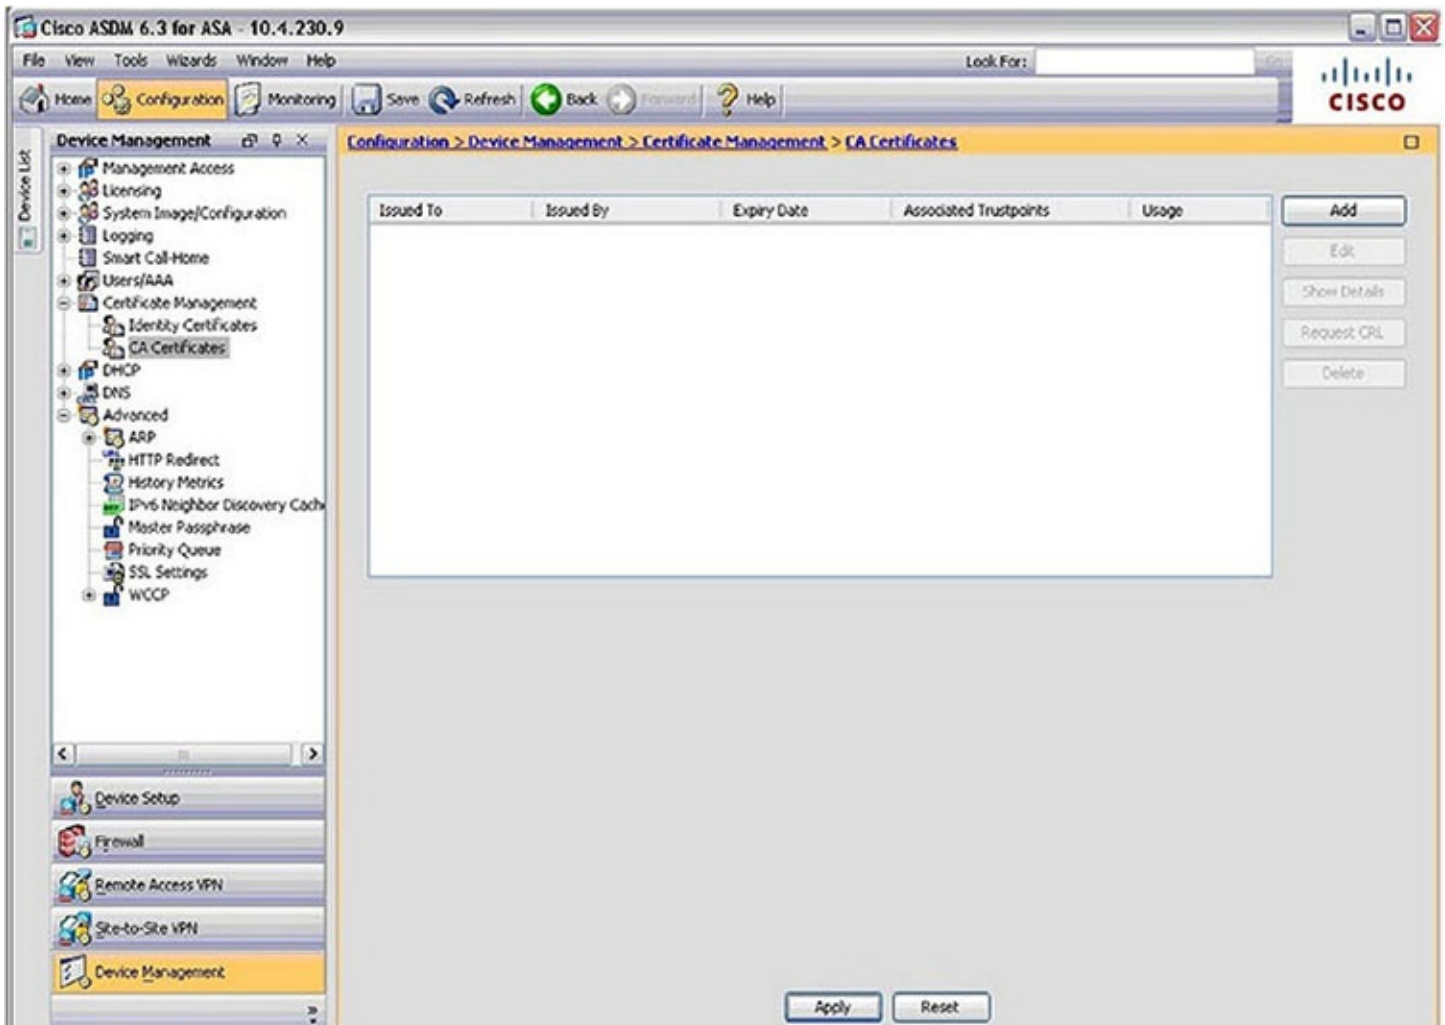 Cisco ASDM 6.3 for ASA - 10.4.230.9
File View Tools Wizards Window Help
Look For:
Go
CISCO
Home Configuration Monitoring Save Refresh Back Forward Help
Device List
Device Management
Management Access
Licensing
System Image/Configuration
Logging
Smart Call-Home
Users/AAA
Certificate Management
Identity Certificates
CA Certificates
DHCP
DNS
Advanced
ARP
HTTP Redirect
History Metrics
IPv6 Neighbor Discovery Cache
Master Passphrase
Priority Queue
SSL Settings
WCCP
Device Setup
Firewall
Remote Access VPN
Site-to-Site VPN
Device Management
Configuration > Device Management > Certificate Management > CA Certificates
Issued To Issued By Expiry Date Associated Trustpoints Usage
Add
Edit
Show Details
Request CRL
Delete
Apply Reset